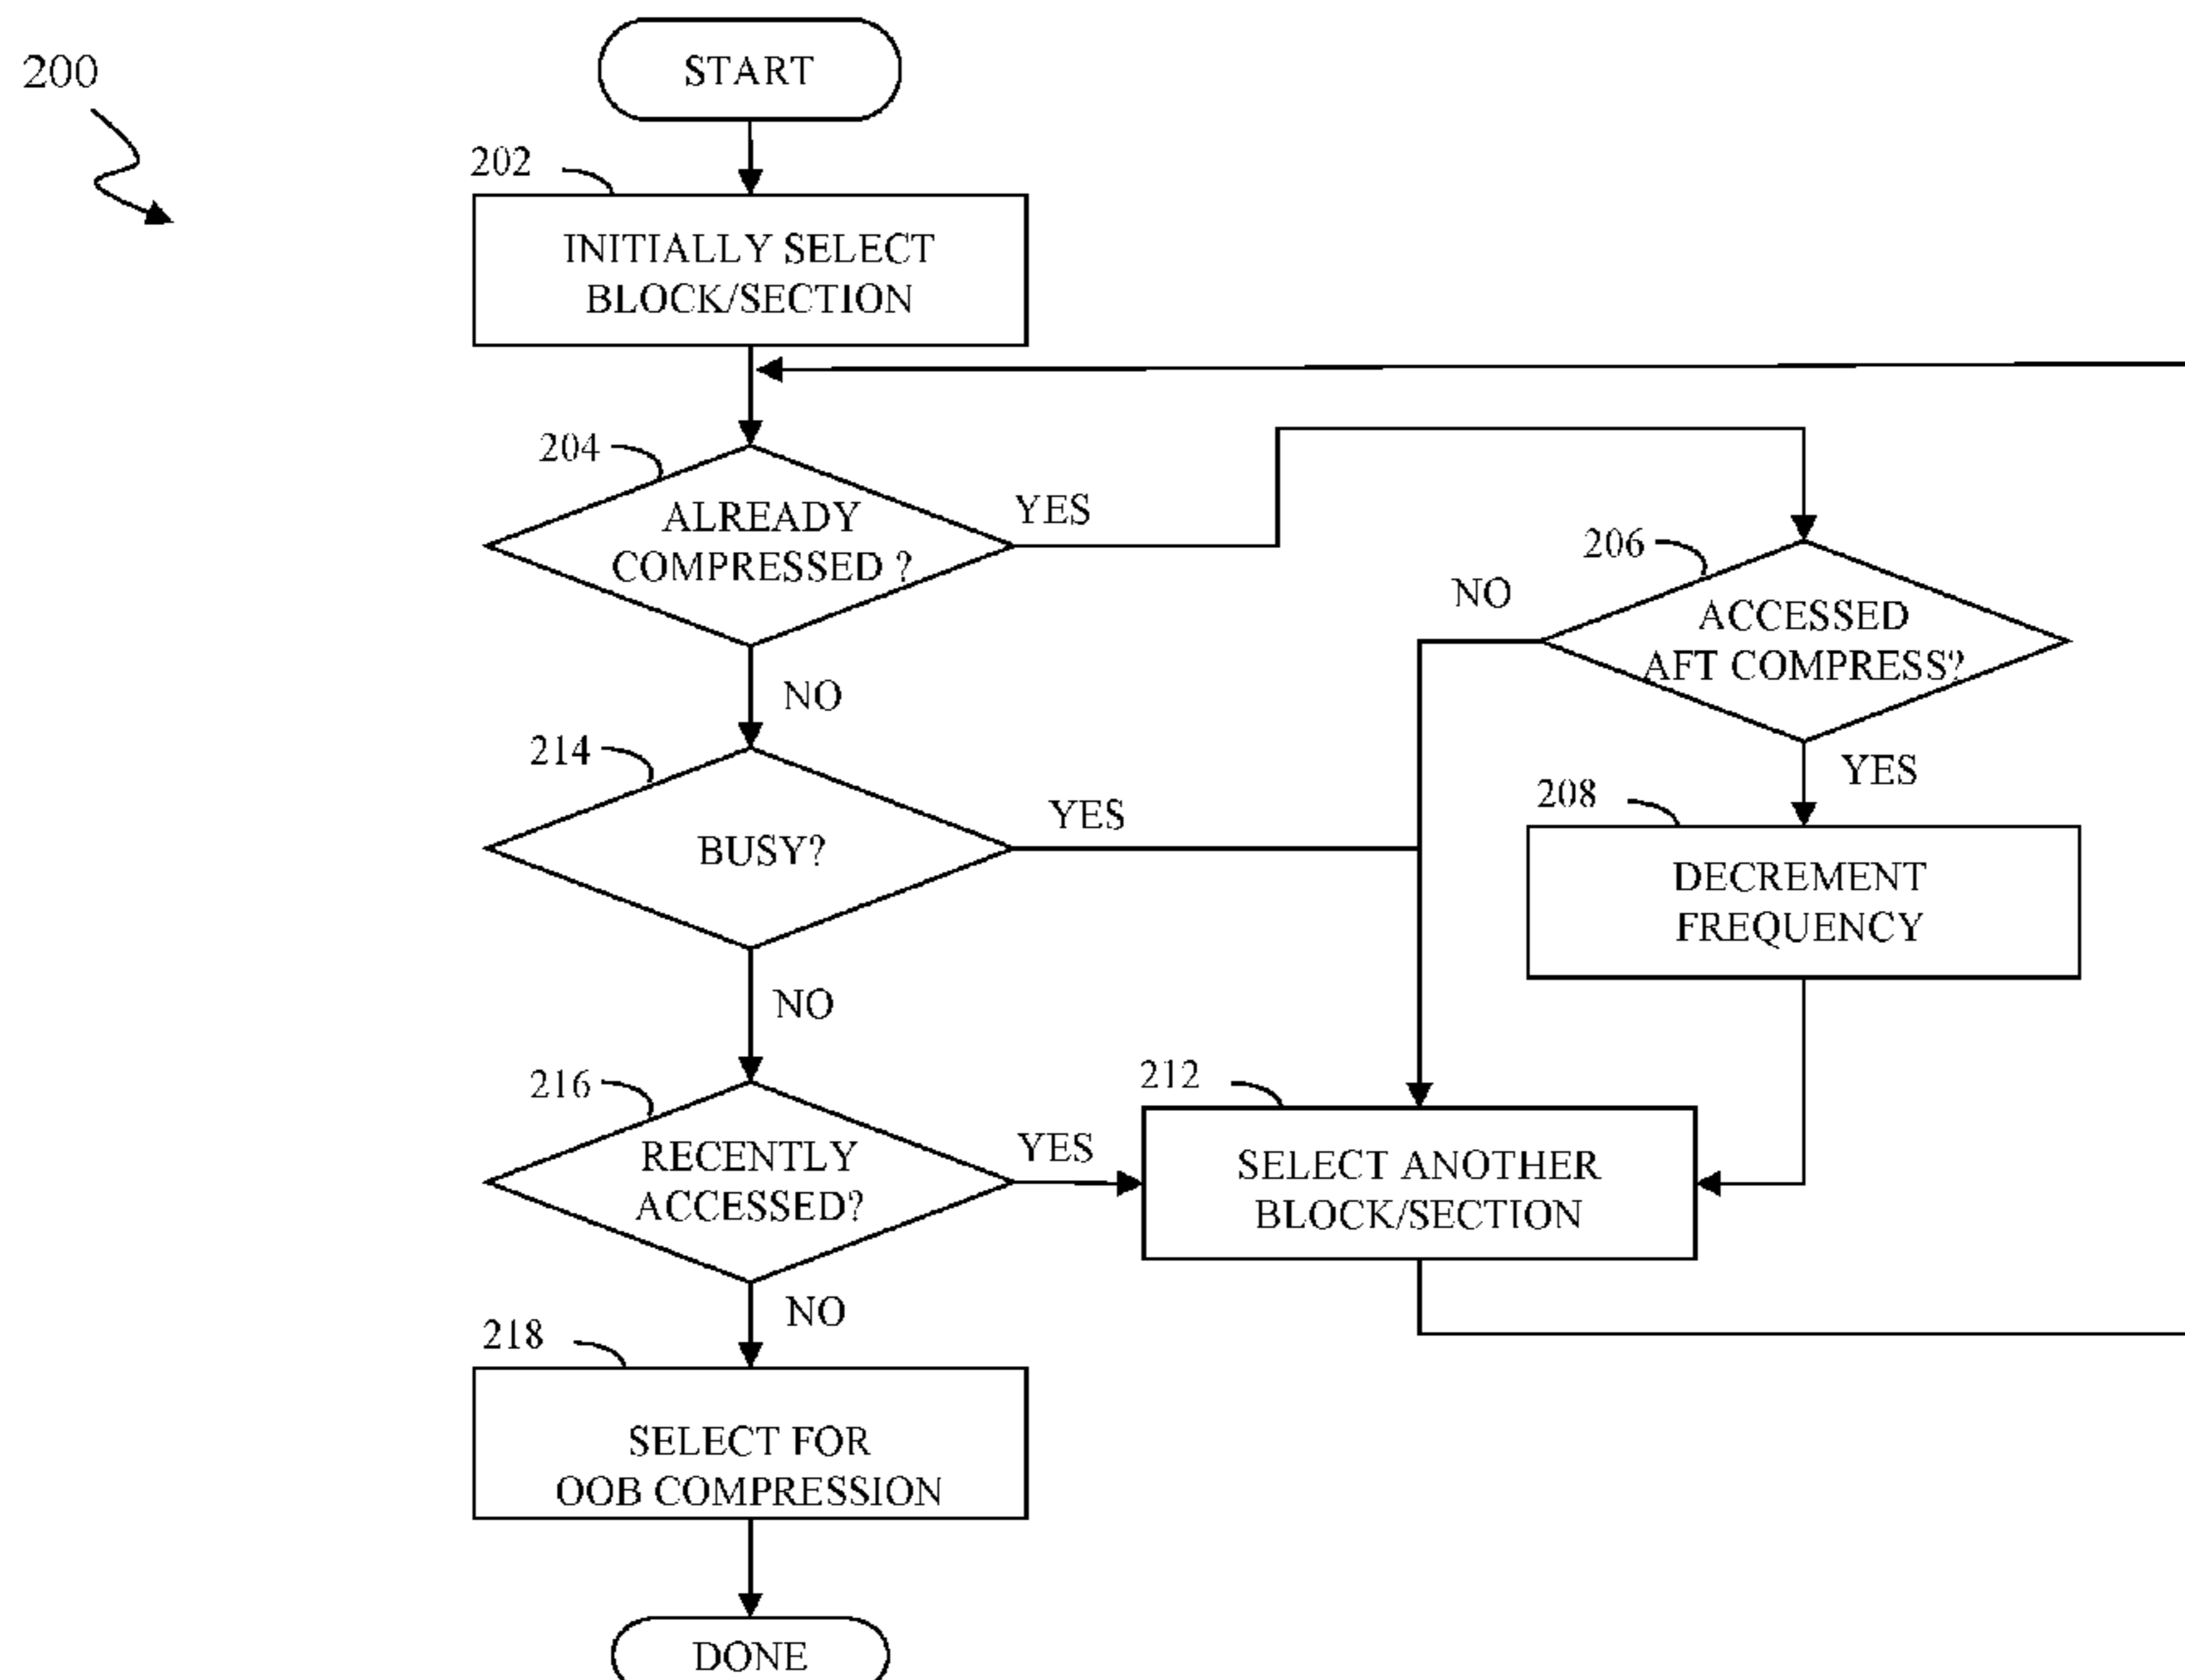 200
START
202
INITIALLY SELECT
BLOCK/SECTION
204
ALREADY
COMPRESSED ?
YES
NO
206
ACCESSED
AFT COMPRESS?
NO
YES
208
DECREMENT
FREQUENCY
214
BUSY?
YES
NO
216
RECENTLY
ACCESSED?
YES
NO
212
SELECT ANOTHER
BLOCK/SECTION
218
SELECT FOR
OOB COMPRESSION
DONE